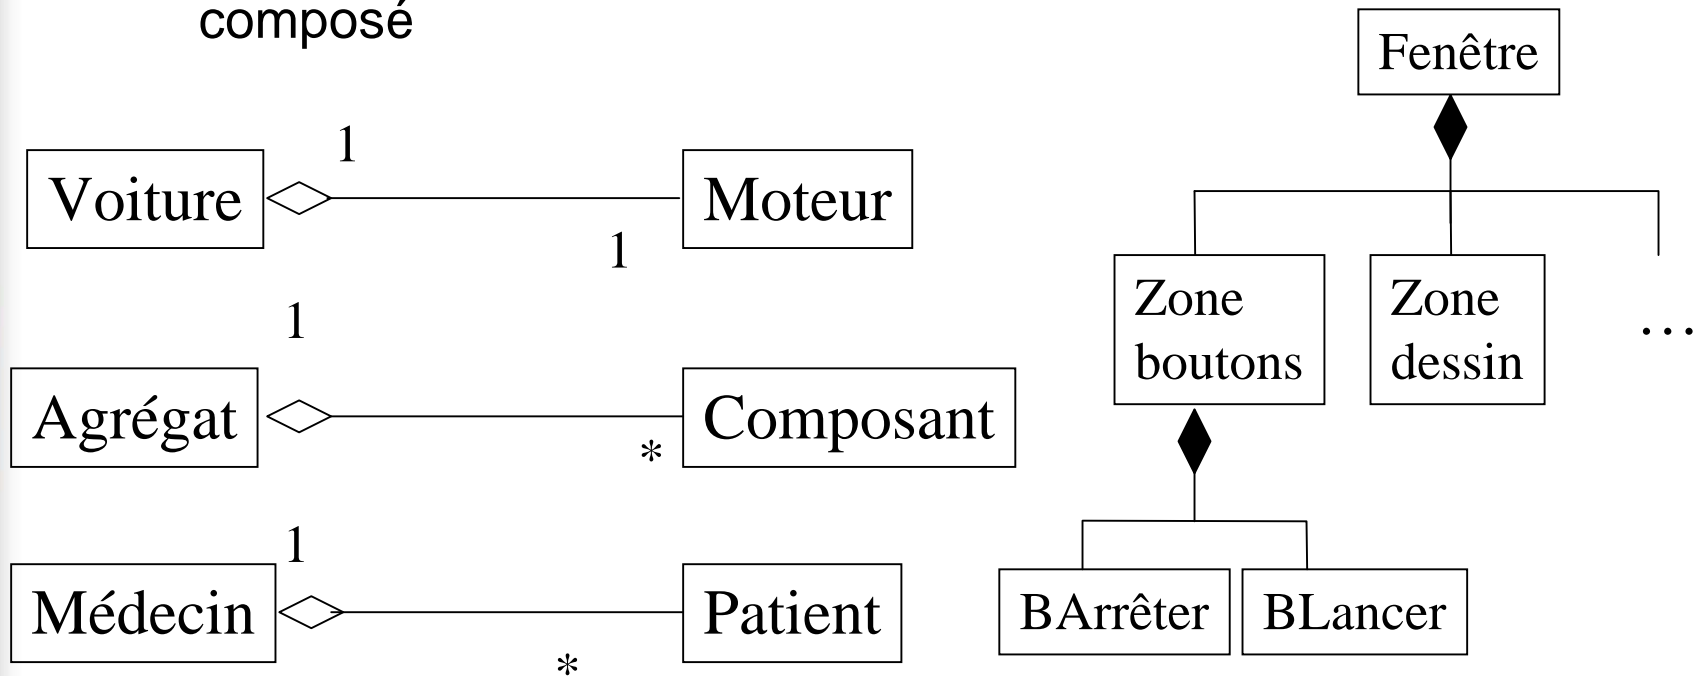 composé
1
Voiture
Moteur
1
1
Agrégat
Composant
*
1
Médecin
Patient
*
Fenêtre
Zone
boutons
Zone
dessin
…
BArrêter
BLancer